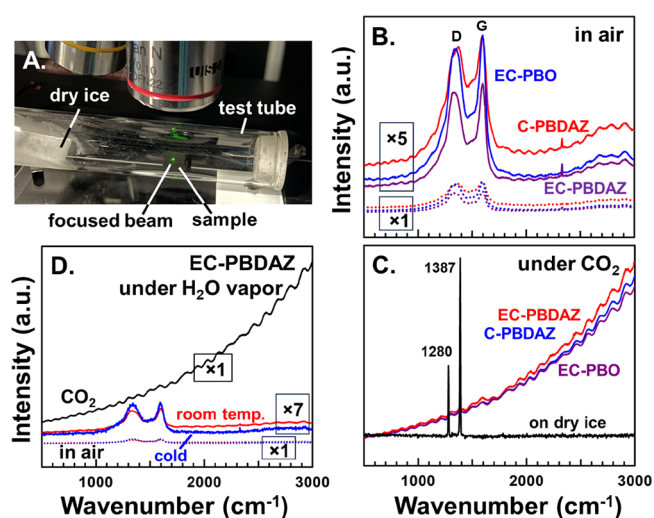 A.
dry ice
test tube
focused beam
sample
B.
in air
D
G
EC-PBO
C-PBDAZ
EC-PBDAZ
×5
×1
Intensity (a.u.)
1000
2000
3000
Wavenumber (cm⁻¹)
D.
EC-PBDAZ
under H₂O vapor
×1
CO₂
room temp.
×7
in air
cold
×1
Intensity (a.u.)
1000
2000
3000
Wavenumber (cm⁻¹)
C.
under CO₂
1387
1280
EC-PBDAZ
C-PBDAZ
EC-PBO
on dry ice